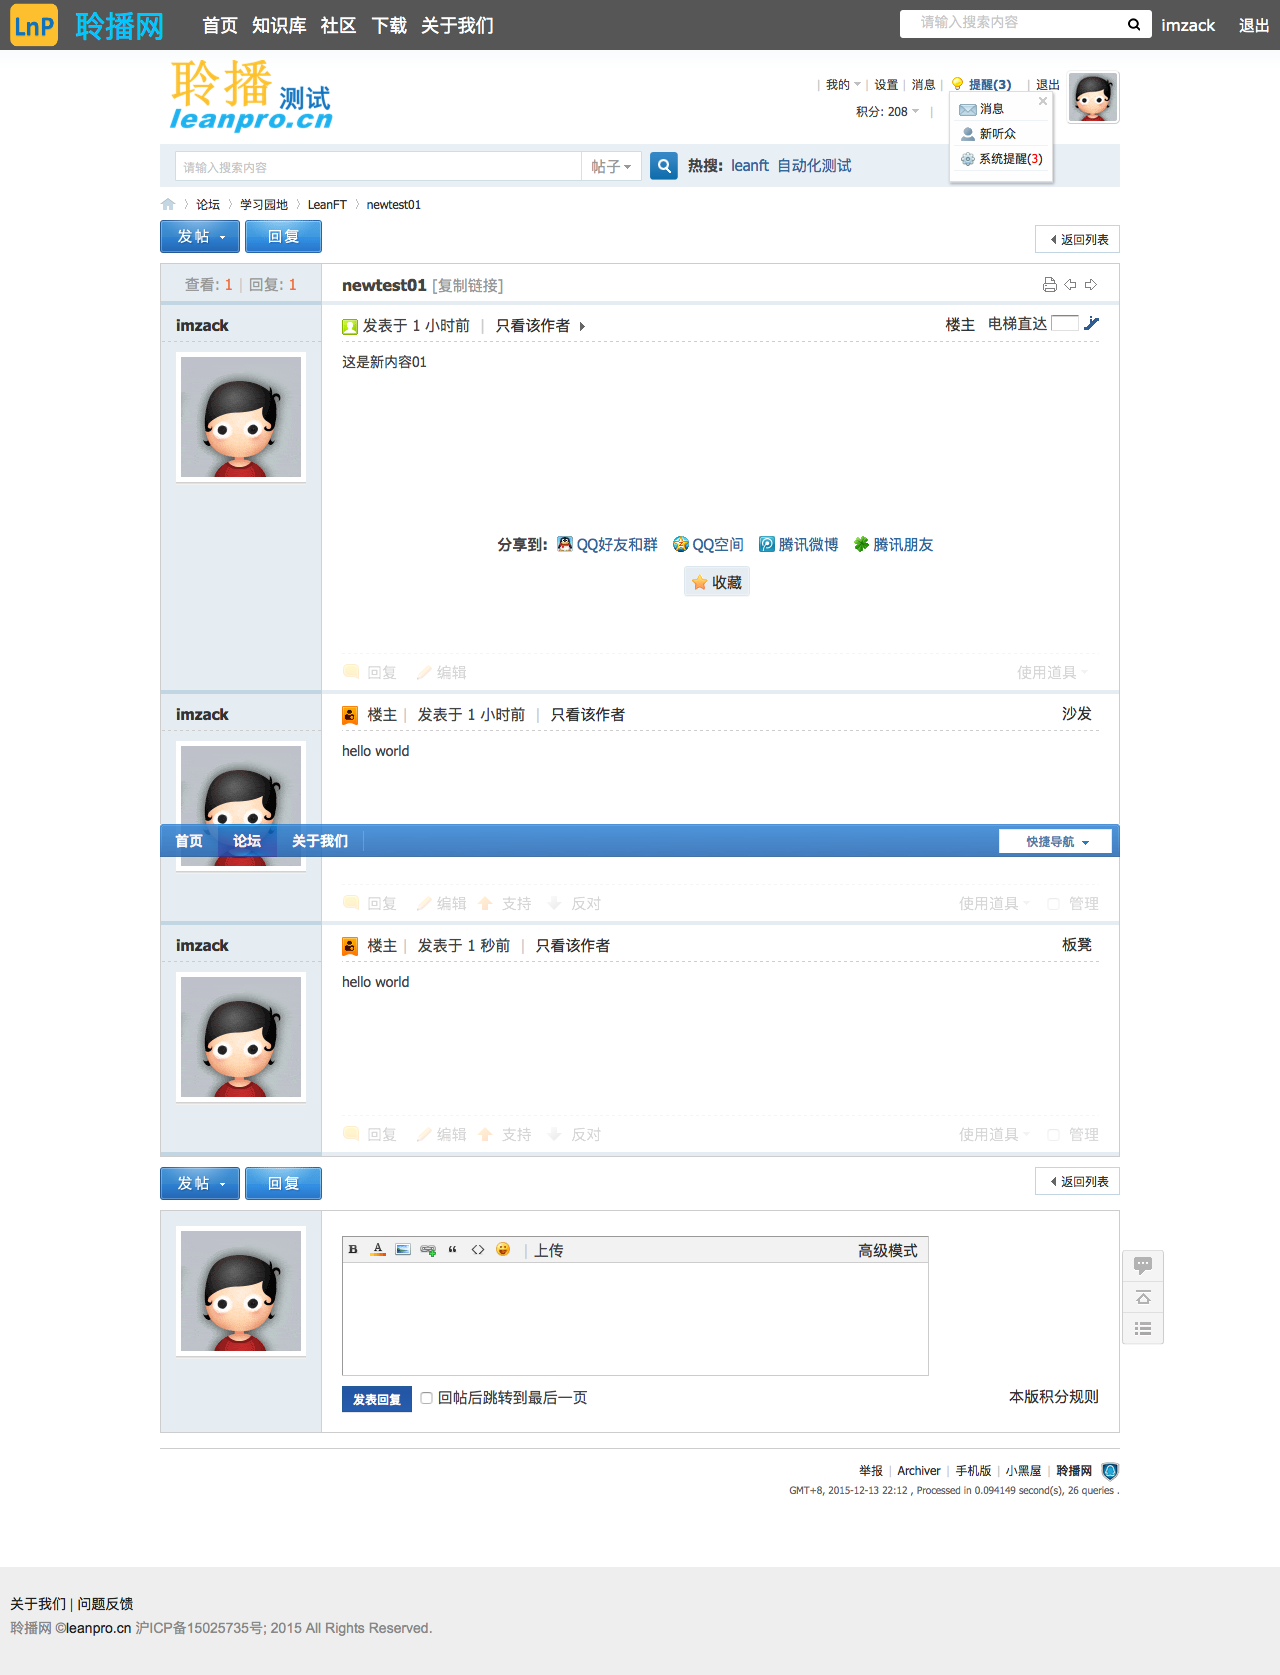 LnP 聆播网 首页 知识库 社区 下载 关于我们 请输入搜索内容 imzack 退出
聆播测试
leanpro.cn
| 我的 | 设置 | 消息 | 提醒(3) | 退出
积分: 208 |
消息
新听众
系统提醒(3)
请输入搜索内容 帖子 热搜: leanft 自动化测试
论坛 〉 学习园地 〉 LeanFT 〉 newtest01
发帖 回复 返回列表
查看: 1 | 回复: 1 newtest01 [复制链接]
imzack 发表于 1 小时前 | 只看该作者 楼主 电梯直达
这是新内容01
分享到: QQ好友和群 QQ空间 腾讯微博 腾讯朋友
收藏
回复 编辑 使用道具
imzack 楼主 | 发表于 1 小时前 | 只看该作者 沙发
hello world
首页 论坛 关于我们 快捷导航
回复 编辑 支持 反对 使用道具 管理
imzack 楼主 | 发表于 1 秒前 | 只看该作者 板凳
hello world
回复 编辑 支持 反对 使用道具 管理
发帖 回复 返回列表
B A “ <> | 上传 高级模式
发表回复 回帖后跳转到最后一页 本版积分规则
举报 | Archiver | 手机版 | 小黑屋 | 聆播网
GMT+8, 2015-12-13 22:12 , Processed in 0.094149 second(s), 26 queries .
关于我们 | 问题反馈
聆播网 ©leanpro.cn 沪ICP备15025735号; 2015 All Rights Reserved.